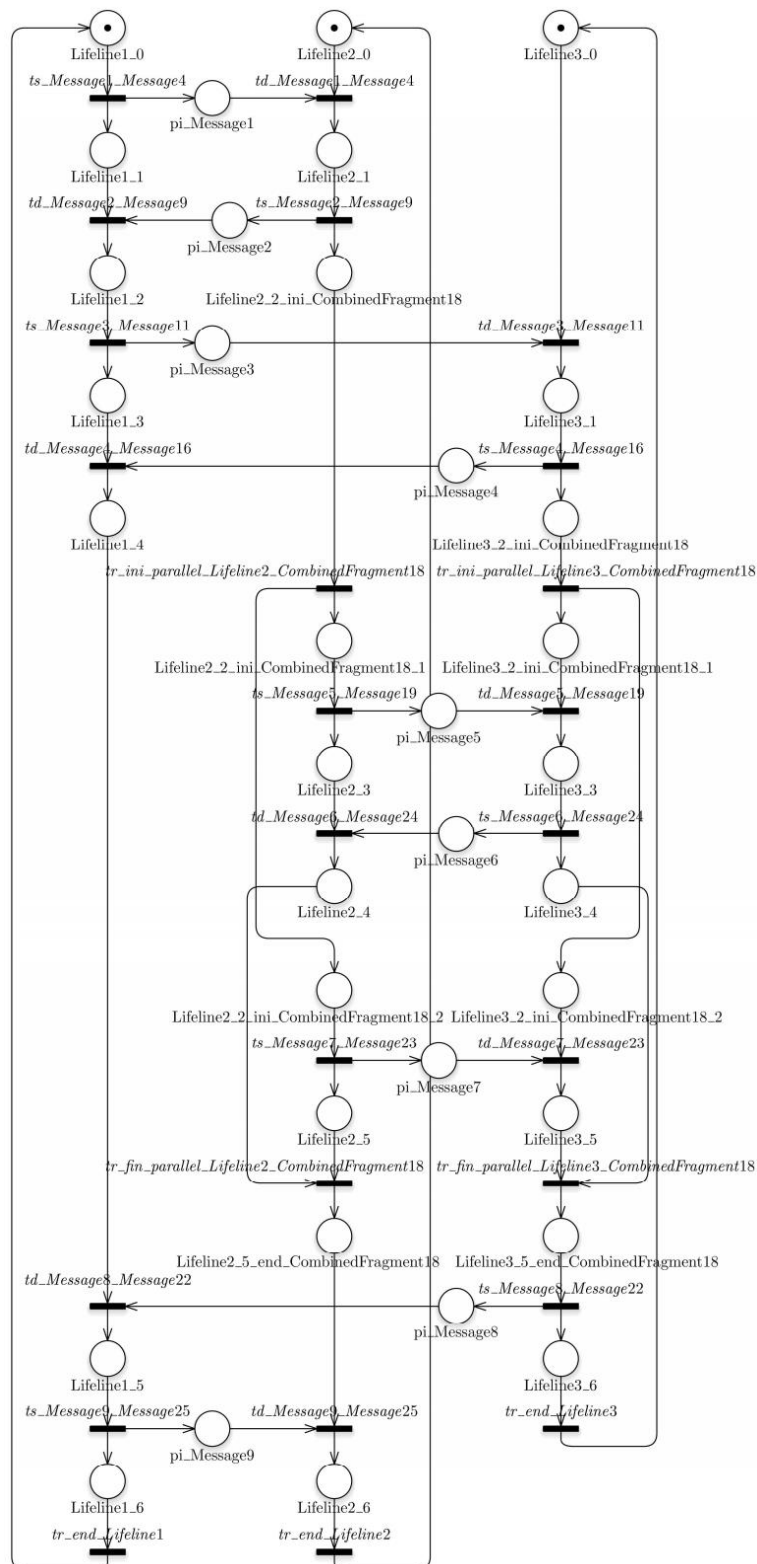 Lifeline1_0 Lifeline2_0 Lifeline3_0
ts_Message1_Message4 td_Message1_Message4
pi_Message1
Lifeline1_1 Lifeline2_1
td_Message2_Message9 ts_Message2_Message9
pi_Message2
Lifeline1_2 Lifeline2_2_ini_CombinedFragment18
ts_Message3_Message11 td_Message3_Message11
pi_Message3
Lifeline1_3 Lifeline3_1
td_Message4_Message16 ts_Message4_Message16
pi_Message4
Lifeline1_4 Lifeline3_2_ini_CombinedFragment18
tr_ini_parallel_Lifeline2_CombinedFragment18 tr_ini_parallel_Lifeline3_CombinedFragment18
Lifeline2_2_ini_CombinedFragment18_1 Lifeline3_2_ini_CombinedFragment18_1
ts_Message5_Message19 td_Message5_Message19
pi_Message5
Lifeline2_3 Lifeline3_3
td_Message6_Message24 ts_Message6_Message24
pi_Message6
Lifeline2_4 Lifeline3_4
Lifeline2_2_ini_CombinedFragment18_2 Lifeline3_2_ini_CombinedFragment18_2
ts_Message7_Message23 td_Message7_Message23
pi_Message7
Lifeline2_5 Lifeline3_5
tr_fin_parallel_Lifeline2_CombinedFragment18 tr_fin_parallel_Lifeline3_CombinedFragment18
Lifeline2_5_end_CombinedFragment18 Lifeline3_5_end_CombinedFragment18
td_Message8_Message22 ts_Message8_Message22
pi_Message8
Lifeline1_5 Lifeline3_6
ts_Message9_Message25 td_Message9_Message25 tr_end_Lifeline3
pi_Message9
Lifeline1_6 Lifeline2_6
tr_end_Lifeline1 tr_end_Lifeline2